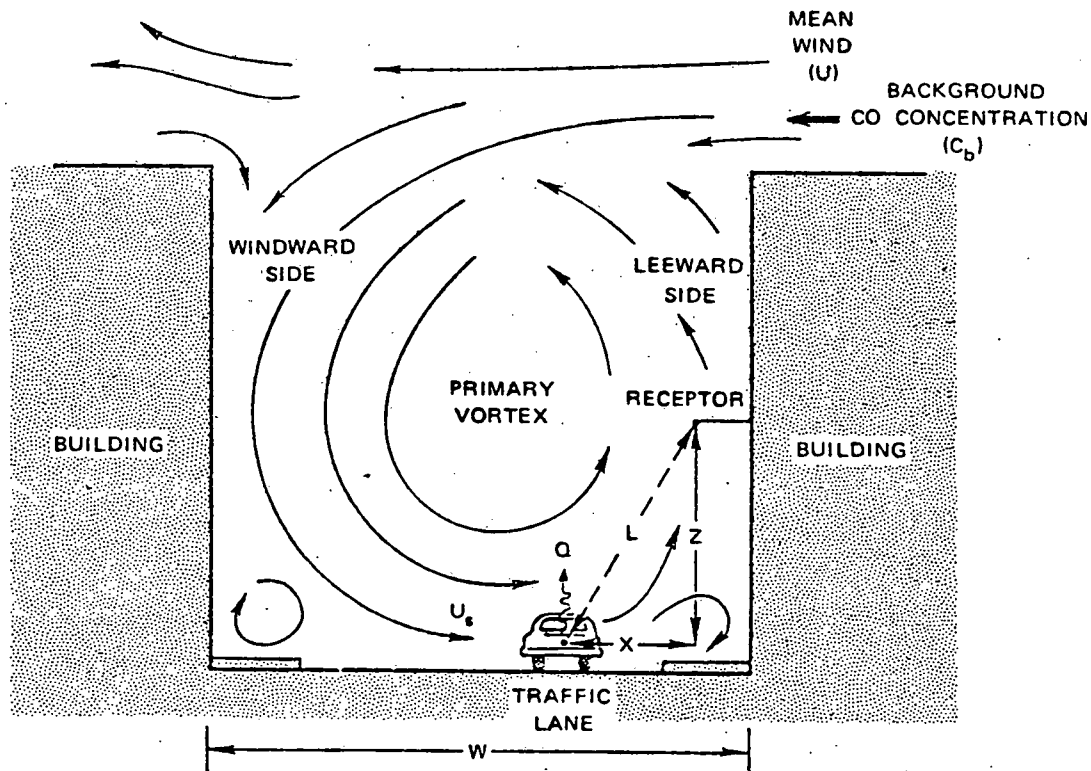 MEAN
WIND
(U)
BACKGROUND
CO CONCENTRATION
(C_b)
WINDWARD
SIDE
LEEWARD
SIDE
PRIMARY
VORTEX
RECEPTOR
BUILDING
BUILDING
L
Z
Q
U_s
X
TRAFFIC
LANE
W